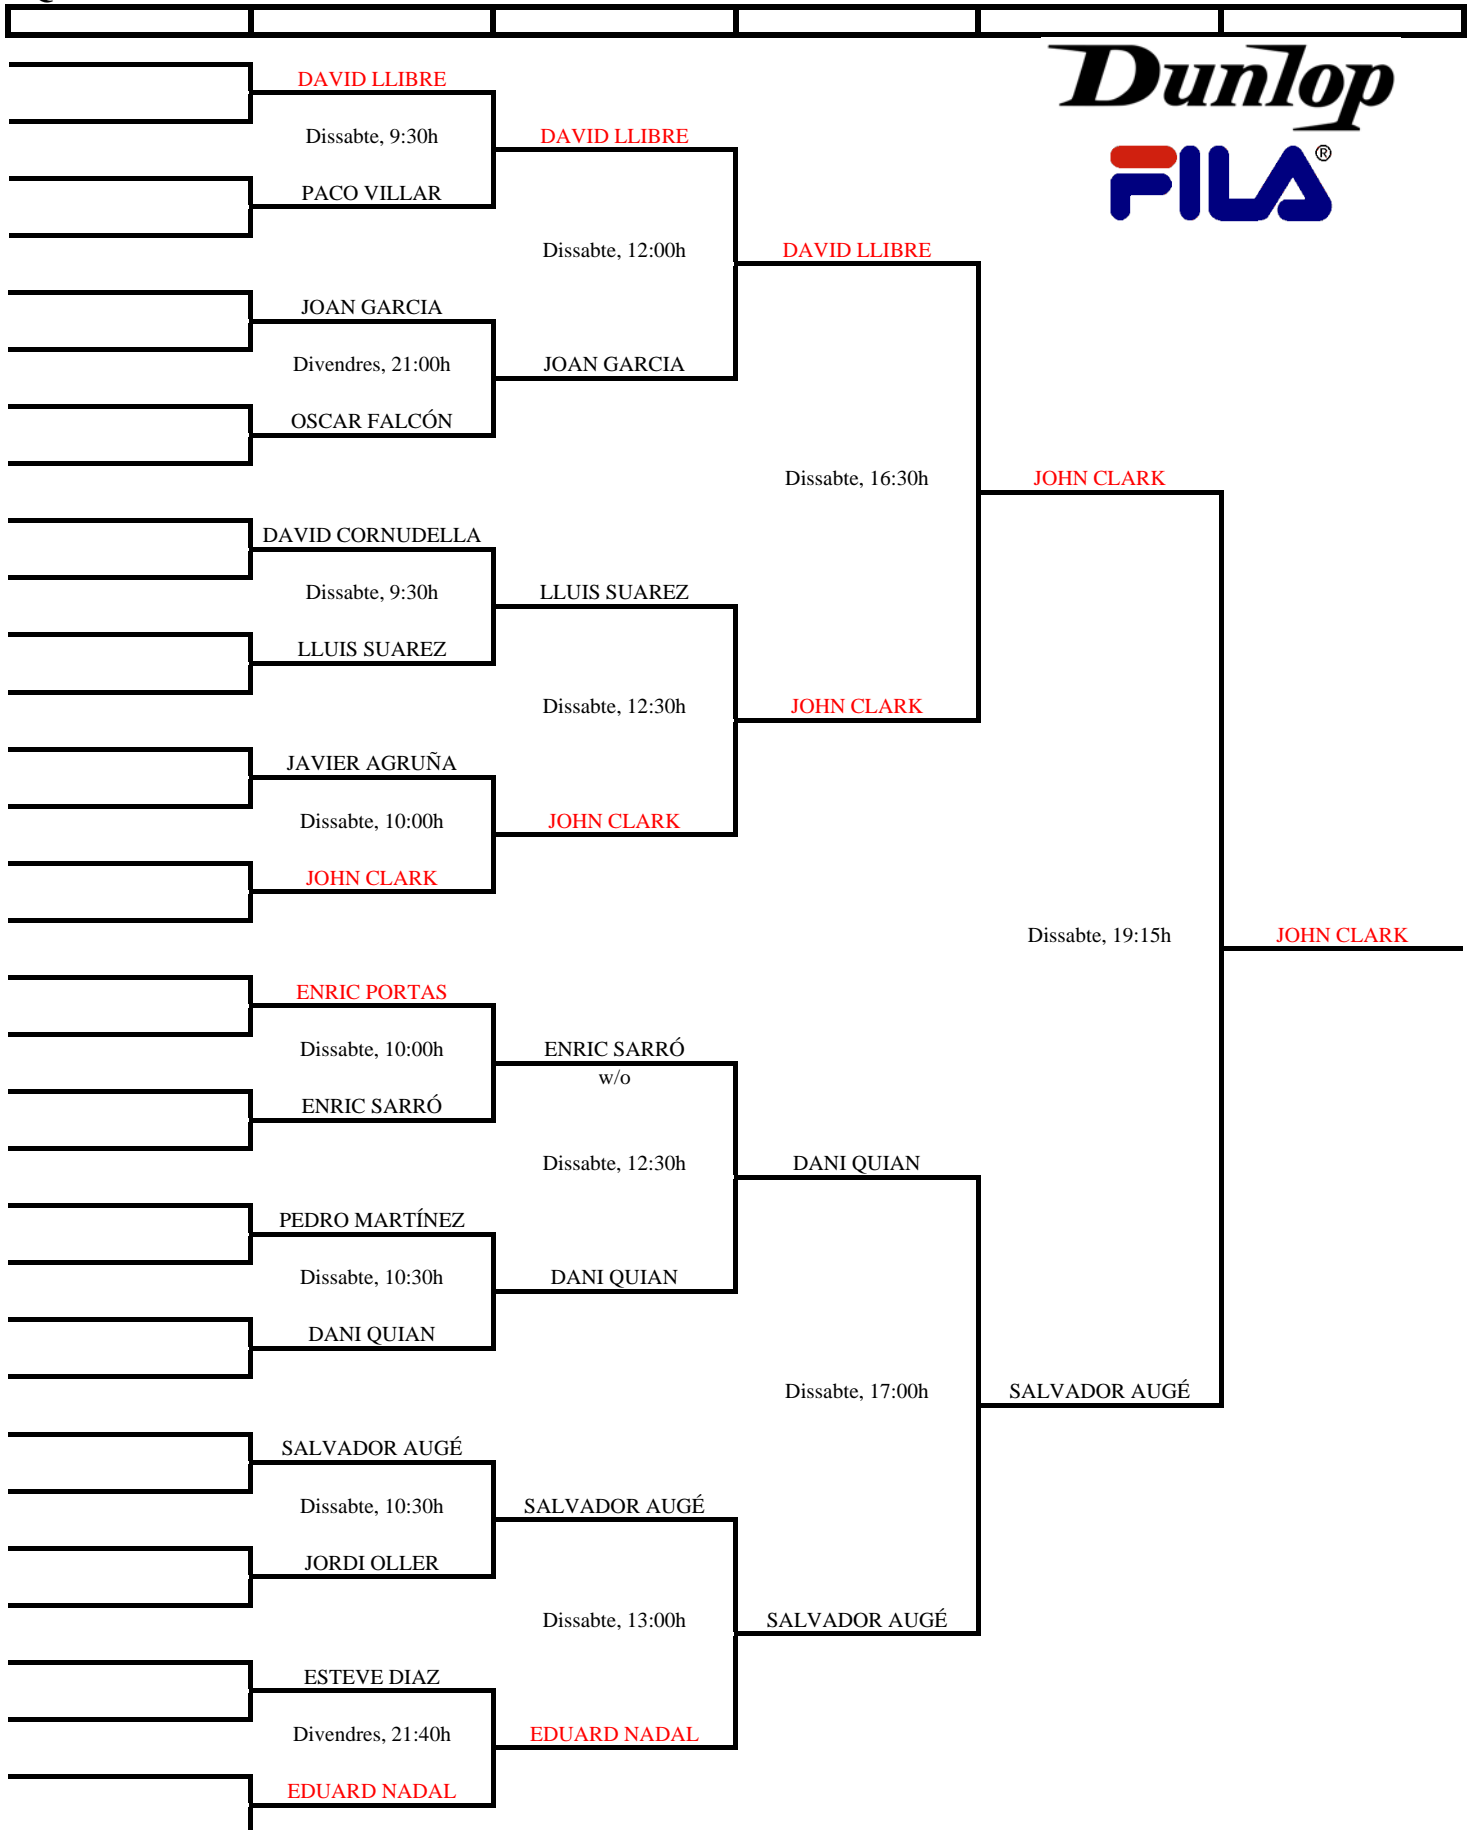 Dunlop
FILA®
DAVID LLIBRE
Dissabte, 9:30h
DAVID LLIBRE
PACO VILLAR
Dissabte, 12:00h
DAVID LLIBRE
JOAN GARCIA
Divendres, 21:00h
JOAN GARCIA
OSCAR FALCÓN
Dissabte, 16:30h
JOHN CLARK
DAVID CORNUDELLA
Dissabte, 9:30h
LLUIS SUAREZ
LLUIS SUAREZ
Dissabte, 12:30h
JOHN CLARK
JAVIER AGRUÑA
Dissabte, 10:00h
JOHN CLARK
JOHN CLARK
Dissabte, 19:15h
JOHN CLARK
ENRIC PORTAS
Dissabte, 10:00h
ENRIC SARRÓ
w/o
ENRIC SARRÓ
Dissabte, 12:30h
DANI QUIAN
PEDRO MARTÍNEZ
Dissabte, 10:30h
DANI QUIAN
DANI QUIAN
Dissabte, 17:00h
SALVADOR AUGÉ
SALVADOR AUGÉ
Dissabte, 10:30h
SALVADOR AUGÉ
JORDI OLLER
Dissabte, 13:00h
SALVADOR AUGÉ
ESTEVE DIAZ
Divendres, 21:40h
EDUARD NADAL
EDUARD NADAL